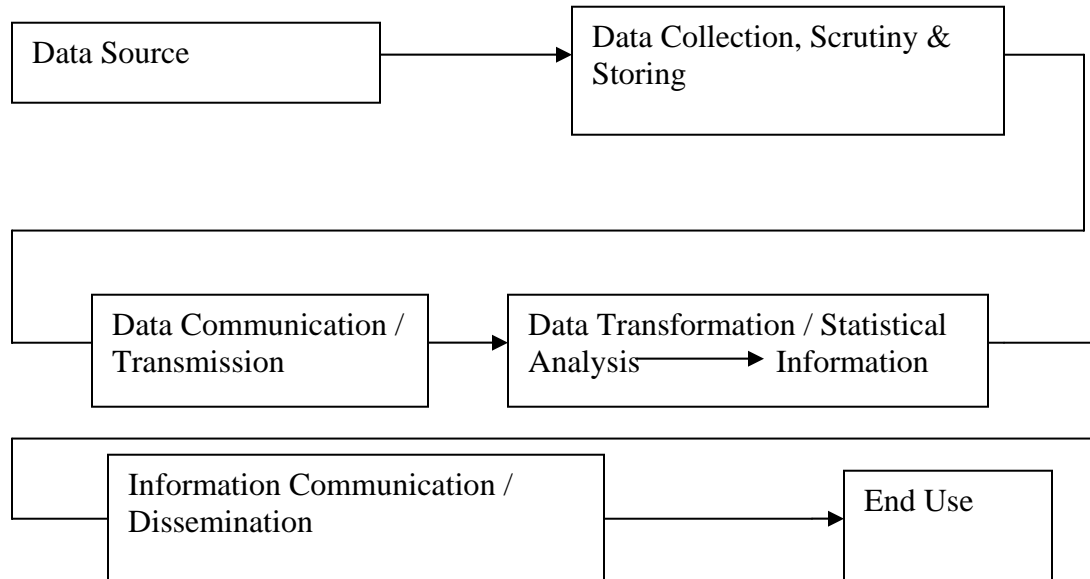 Data Source
Data Collection, Scrutiny &
Storing
Data Communication /
Transmission
Data Transformation / Statistical
Analysis Information
Information Communication /
Dissemination
End Use